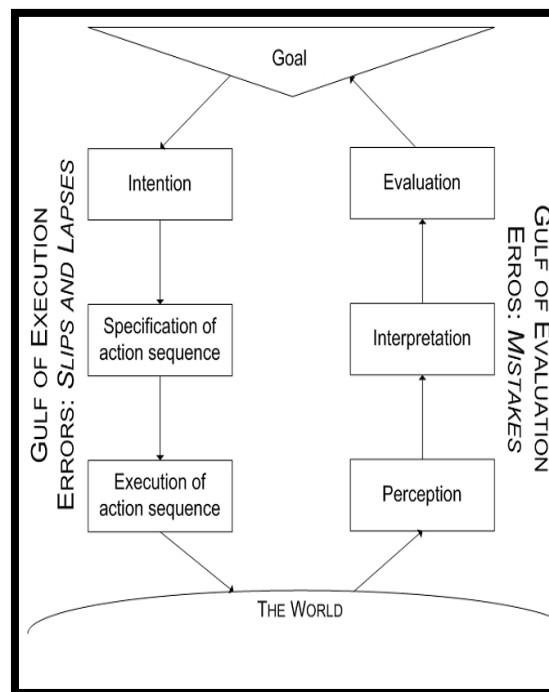 Goal
Intention
Specification of
action sequence
Execution of
action sequence
GULF OF EXECUTION
ERRORS: SLIPS AND LAPSES
Evaluation
Interpretation
Perception
GULF OF EVALUATION
ERROS: MISTAKES
THE WORLD